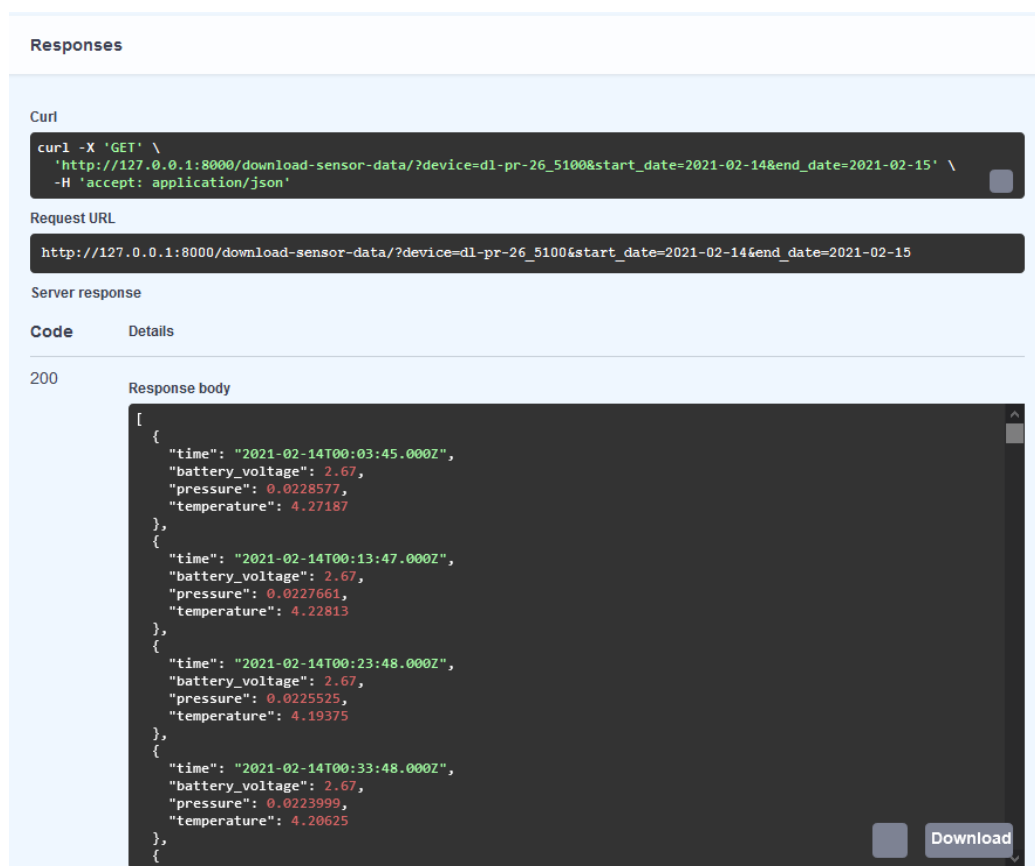 Responses
Curl
curl -X 'GET' \
  'http://127.0.0.1:8000/download-sensor-data/?device=dl-pr-26_5100&start_date=2021-02-14&end_date=2021-02-15' \
  -H 'accept: application/json'
Request URL
http://127.0.0.1:8000/download-sensor-data/?device=dl-pr-26_5100&start_date=2021-02-14&end_date=2021-02-15
Server response
Code Details
200
Response body
[
  {
    "time": "2021-02-14T00:03:45.000Z",
    "battery_voltage": 2.67,
    "pressure": 0.0228577,
    "temperature": 4.27187
  },
  {
    "time": "2021-02-14T00:13:47.000Z",
    "battery_voltage": 2.67,
    "pressure": 0.0227661,
    "temperature": 4.22813
  },
  {
    "time": "2021-02-14T00:23:48.000Z",
    "battery_voltage": 2.67,
    "pressure": 0.0225525,
    "temperature": 4.19375
  },
  {
    "time": "2021-02-14T00:33:48.000Z",
    "battery_voltage": 2.67,
    "pressure": 0.0223999,
    "temperature": 4.20625
  },
  {
Download